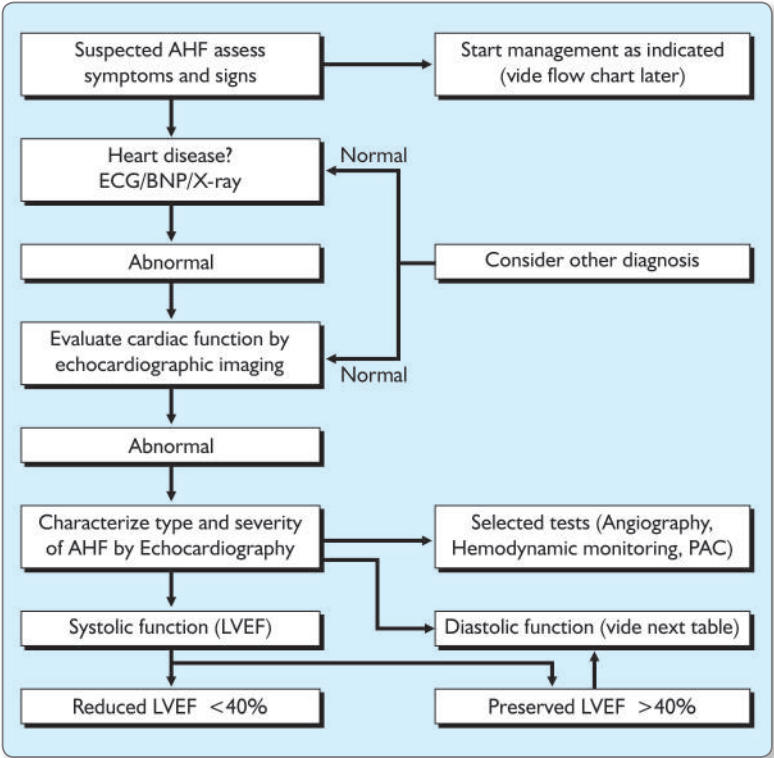 Suspected AHF assess
symptoms and signs
Start management as indicated
(vide flow chart later)
Heart disease?
ECG/BNP/X-ray
Normal
Abnormal
Consider other diagnosis
Evaluate cardiac function by
echocardiographic imaging
Normal
Abnormal
Characterize type and severity
of AHF by Echocardiography
Selected tests (Angiography,
Hemodynamic monitoring, PAC)
Systolic function (LVEF)
Diastolic function (vide next table)
Reduced LVEF <40%
Preserved LVEF >40%